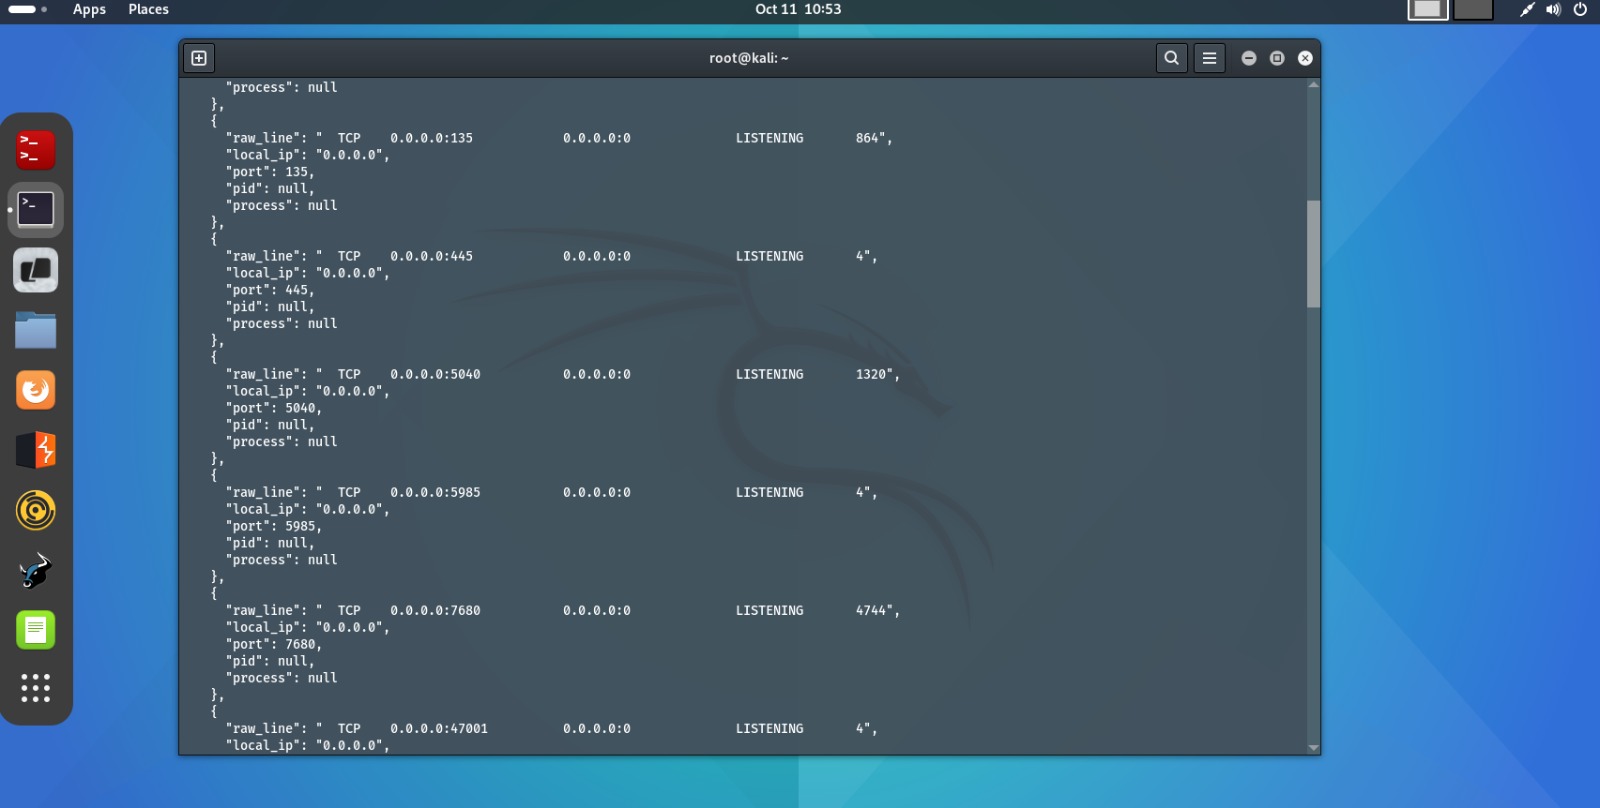 Apps Places Oct 11 10:53
root@kali: ~
"process": null
},
{
"raw_line": "  TCP    0.0.0.0:135            0.0.0.0:0              LISTENING       864",
"local_ip": "0.0.0.0",
"port": 135,
"pid": null,
"process": null
},
{
"raw_line": "  TCP    0.0.0.0:445            0.0.0.0:0              LISTENING       4",
"local_ip": "0.0.0.0",
"port": 445,
"pid": null,
"process": null
},
{
"raw_line": "  TCP    0.0.0.0:5040           0.0.0.0:0              LISTENING       1320",
"local_ip": "0.0.0.0",
"port": 5040,
"pid": null,
"process": null
},
{
"raw_line": "  TCP    0.0.0.0:5985           0.0.0.0:0              LISTENING       4",
"local_ip": "0.0.0.0",
"port": 5985,
"pid": null,
"process": null
},
{
"raw_line": "  TCP    0.0.0.0:7680           0.0.0.0:0              LISTENING       4744",
"local_ip": "0.0.0.0",
"port": 7680,
"pid": null,
"process": null
},
{
"raw_line": "  TCP    0.0.0.0:47001          0.0.0.0:0              LISTENING       4",
"local_ip": "0.0.0.0",